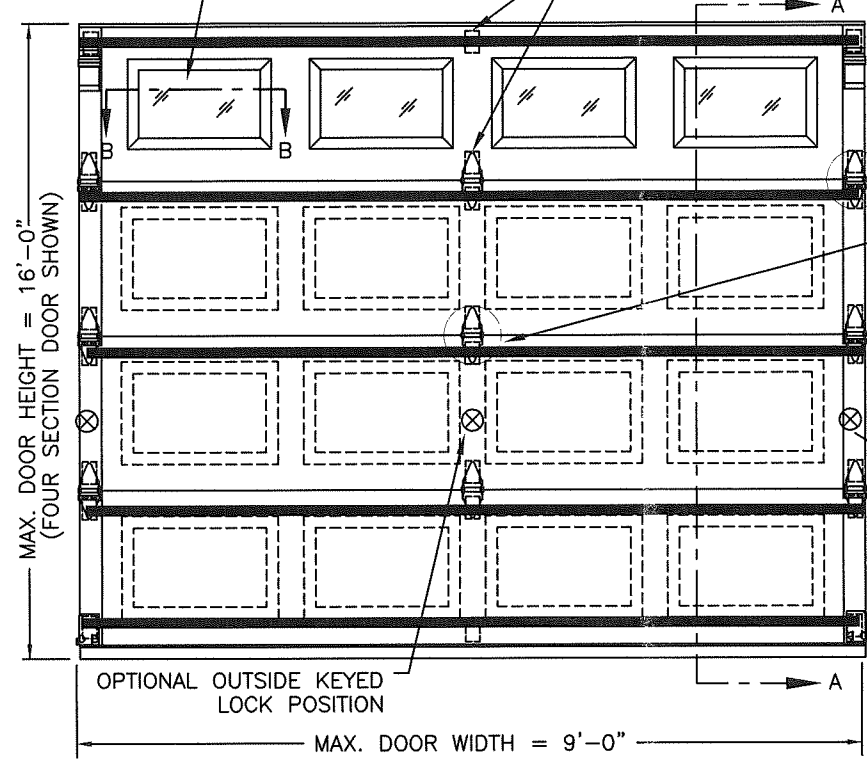 A
B
B
MAX. DOOR HEIGHT = 16'-0"
(FOUR SECTION DOOR SHOWN)
OPTIONAL OUTSIDE KEYED
LOCK POSITION
A
MAX. DOOR WIDTH = 9'-0"